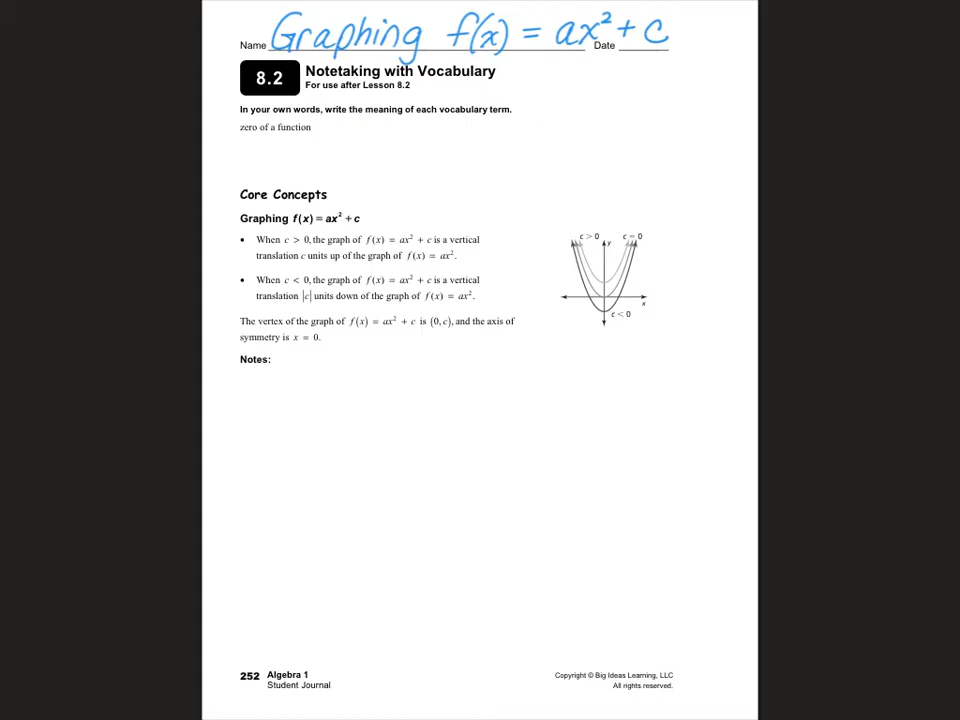 Graphing f(x) = ax² + c
Name Date
8.2 Notetaking with Vocabulary
For use after Lesson 8.2
In your own words, write the meaning of each vocabulary term.
zero of a function
Core Concepts
Graphing f(x) = ax² + c
• When c > 0, the graph of f(x) = ax² + c is a vertical
translation c units up of the graph of f(x) = ax².
• When c < 0, the graph of f(x) = ax² + c is a vertical
translation |c| units down of the graph of f(x) = ax².
The vertex of the graph of f(x) = ax² + c is (0, c), and the axis of
symmetry is x = 0.
c > 0
c = 0
y
x
c < 0
Notes:
252 Algebra 1
Student Journal
Copyright © Big Ideas Learning, LLC
All rights reserved.